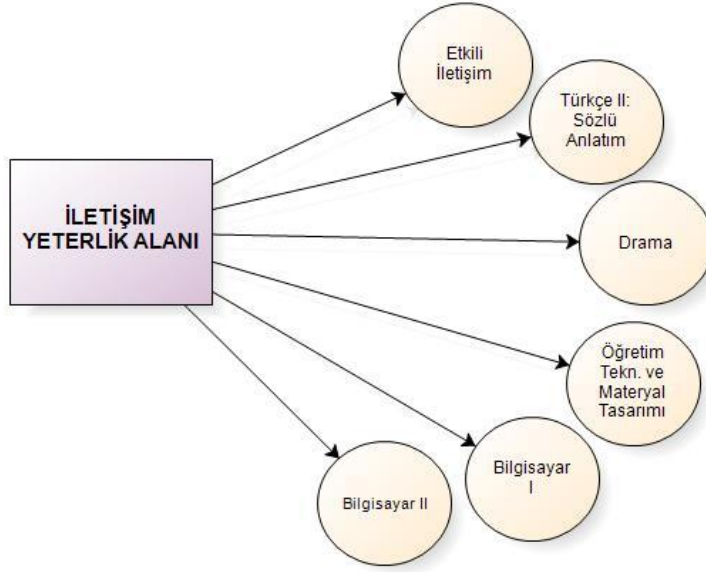 Etkili
İletişim
Türkçe II:
Sözlü
Anlatım
İLETİŞİM
YETERLİK ALANI
Drama
Öğretim
Tekn. ve
Materyal
Tasarımı
Bilgisayar
I
Bilgisayar II